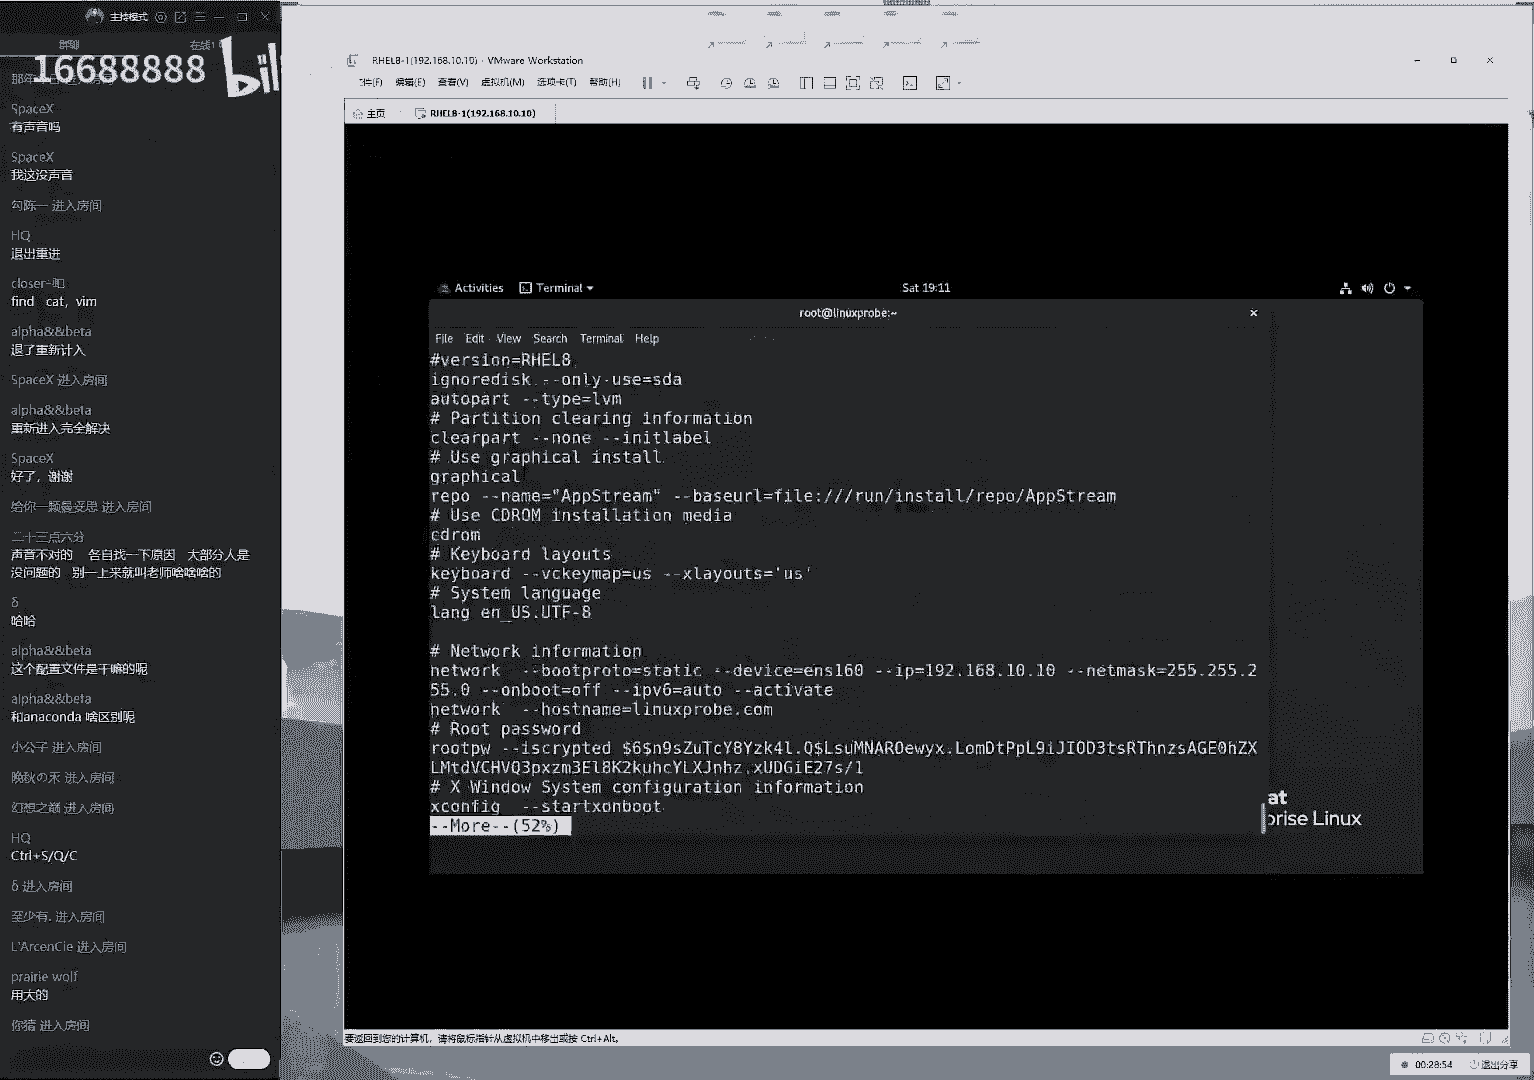 主持模式
群聊
在线1
16688888
bil
SpaceX
有声音吗
SpaceX
我这没声音
勾陈一 进入房间
HQ
退出重进
find cat, vim
alpha&&beta
退了重新计入
SpaceX 进入房间
alpha&&beta
重新进入完全解决
SpaceX
好了，谢谢
进入房间
二十三点六分
声音不对的 各自找一下原因 大部分人是
没问题的 别一上来就叫老师啥啥啥的
δ
哈哈
alpha&&beta
这个配置文件是干嘛的呢
alpha&&beta
和anaconda 啥区别呢
小公子 进入房间
晚秋の禾 进入房间
幻想之巅 进入房间
HQ
Ctrl+S/Q/C
δ 进入房间
至少有. 进入房间
L'ArcenCie 进入房间
prairie wolf
用大的
你猜 进入房间
RHEL8-1(192.168.10.10) - VMware Workstation
件(F) 编辑(E) 查看(V) 虚拟机(M) 选项卡(T) 帮助(H)
主页 RHEL8-1(192.168.10.10)
Activities Terminal Sat 19:11
root@linuxprobe:~
File Edit View Search Terminal Help
#version=RHEL8
ignoredisk --only-use=sda
autopart --type=lvm
# Partition clearing information
clearpart --none --initlabel
# Use graphical install
graphical
repo --name="AppStream" --baseurl=file:///run/install/repo/AppStream
# Use CDROM installation media
cdrom
# Keyboard layouts
keyboard --vckeymap=us --xlayouts='us'
# System language
lang en_US.UTF-8
# Network information
network --bootproto=static --device=ens160 --ip=192.168.10.10 --netmask=255.255.2
55.0 --onboot=off --ipv6=auto --activate
network --hostname=linuxprobe.com
# Root password
rootpw --iscrypted $6$n9sZuTcY8Yzk4l.Q$LsuMNAROewyx.LomDtPpL9iJIOD3tsRThnzsAGE0hZX
LMtdVCHVQ3pxzm3El8K2kuhcYLXJnhz.xUDGiE27s/1
# X Window System configuration information
xconfig --startxonboot
--More--(52%)
at
prise Linux
要返回到您的计算机，请将鼠标指针从虚拟机中移出或按 Ctrl+Alt。
00:28:54 退出分享